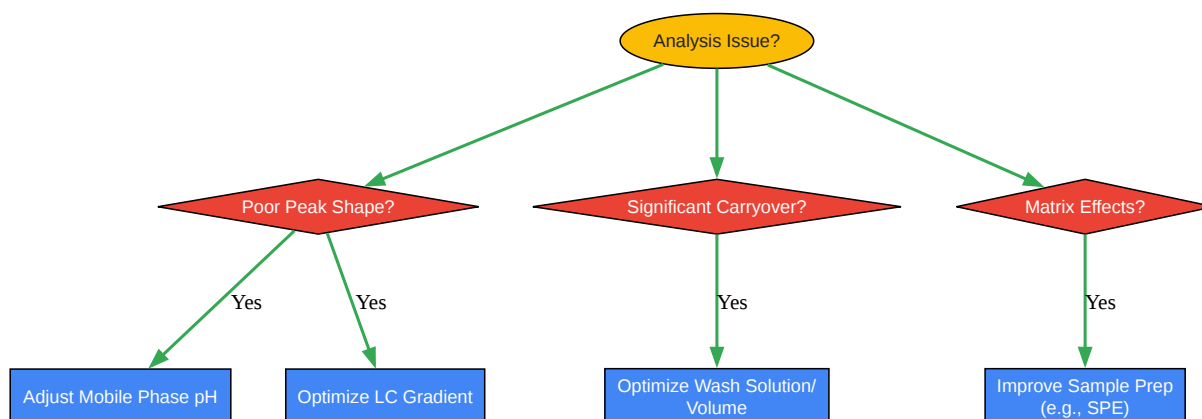 Analysis Issue?
Poor Peak Shape?
Significant Carryover?
Matrix Effects?
Yes
Yes
Yes
Yes
Adjust Mobile Phase pH
Optimize LC Gradient
Optimize Wash Solution/
Volume
Improve Sample Prep
(e.g., SPE)